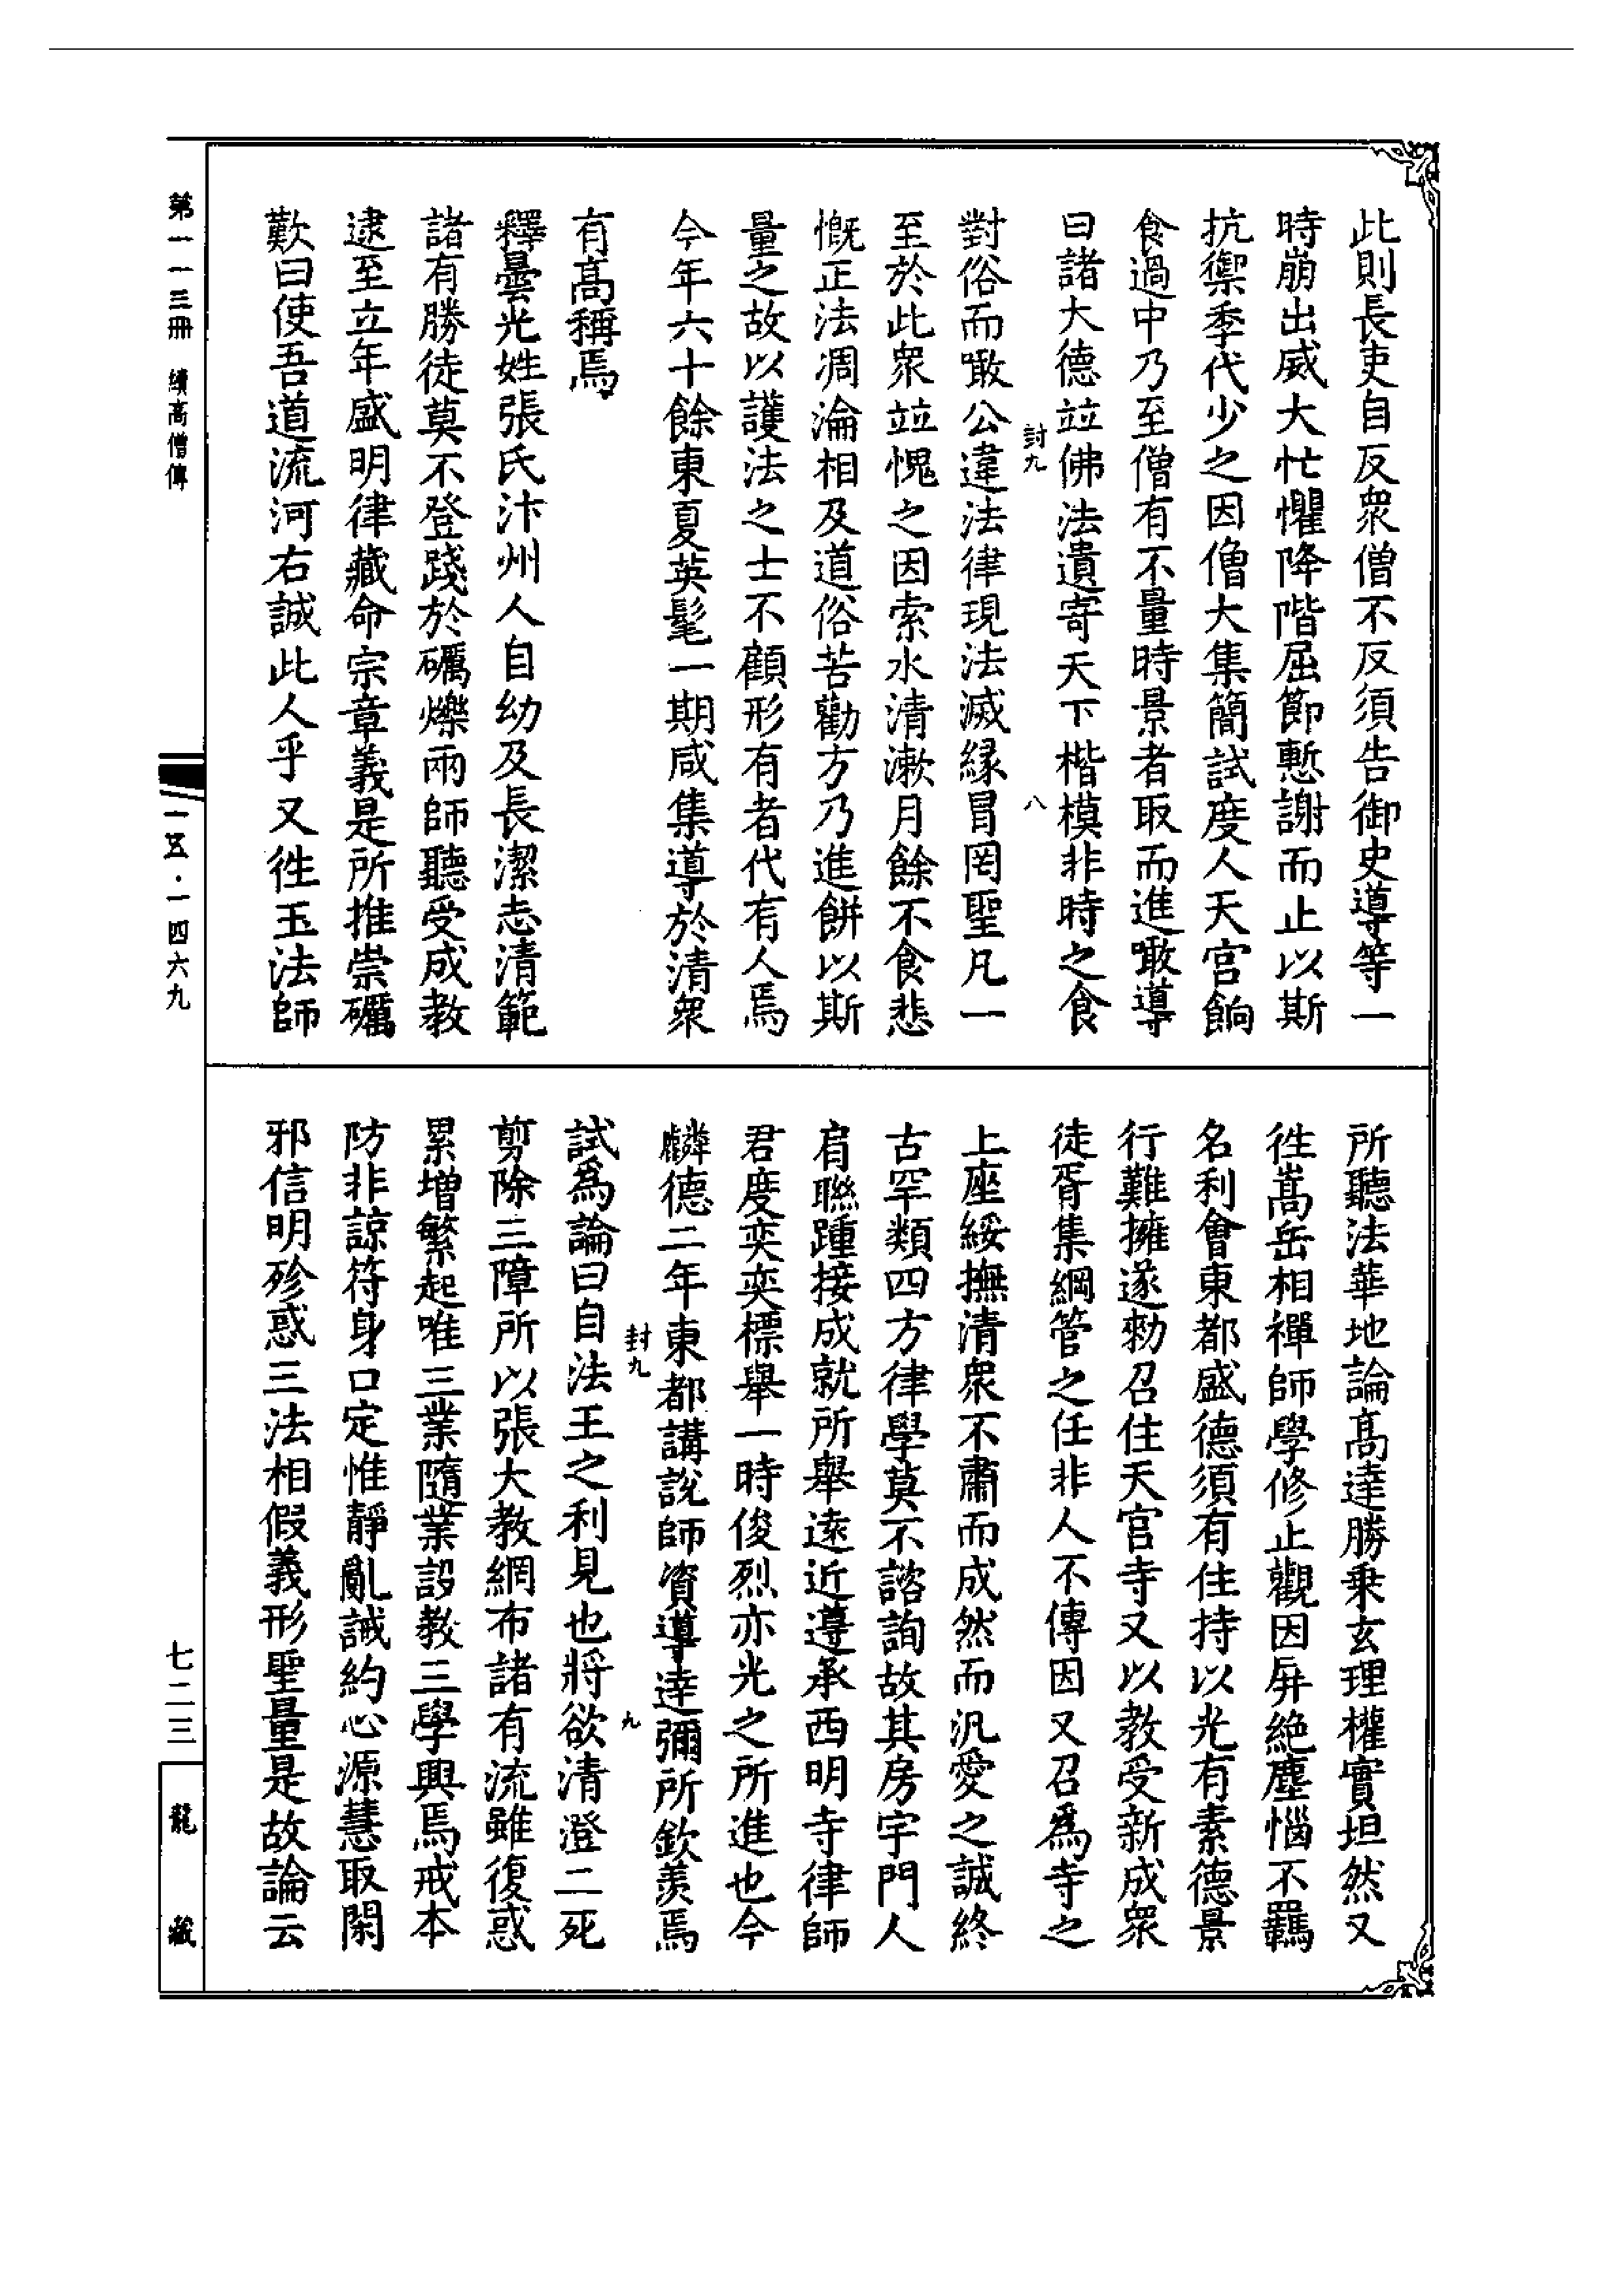 此則長吏自反衆僧不反須告御史導等一
時崩出威大忙懼降階屈節慙謝而止以斯
抗禦季代少之因僧大集簡試度人天宮餉
食過中乃至僧有不量時景者取而進噉導
曰諸大德竝佛法遺寄天下楷模非時之食
封九
八
對俗而噉公違法律現法滅緣冒罔聖凡一
至於此衆竝愧之因索水清漱月餘不食悲
慨正法凋淪相及道俗苦勸方乃進餅以斯
量之故以護法之士不顧形有者代有人焉
今年六十餘東夏英髦一期咸集導於清衆
有高稱焉
釋曇光姓張氏汴州人自幼及長潔志清範
諸有勝徒莫不登踐於礪爍兩師聽受成教
逮至立年盛明律藏命宗章義是所推崇礪
歎曰使吾道流河右誠此人乎又徃玉法師
所聽法華地論高達勝乗玄理權實坦然又
徃嵩岳相禪師學修止觀因屏絶塵惱不羈
名利會東都盛德須有住持以光有素德景
行難擁遂勑召住天宮寺又以教受新成衆
徒胥集綱管之任非人不傳因又召爲寺之
上座綏撫清衆不肅而成然而汎愛之誠終
古罕類四方律學莫不諮詢故其房宇門人
肩聯踵接成就所舉遠近遵承西明寺律師
君度奕奕標舉一時俊烈亦光之所進也今
麟德二年東都講說師資導達彌所欽羨焉
封九
九
試爲論曰自法王之利見也將欲清澄二死
剪除三障所以張大教網布諸有流雖復惑
累增繁起唯三業隨業設教三學興焉戒本
防非諒符身口定惟靜亂誡約心源慧取閑
邪信明殄惑三法相假義形聖量是故論云
第一一三冊 續高僧傳
一五·一四六九
七二三
龍藏